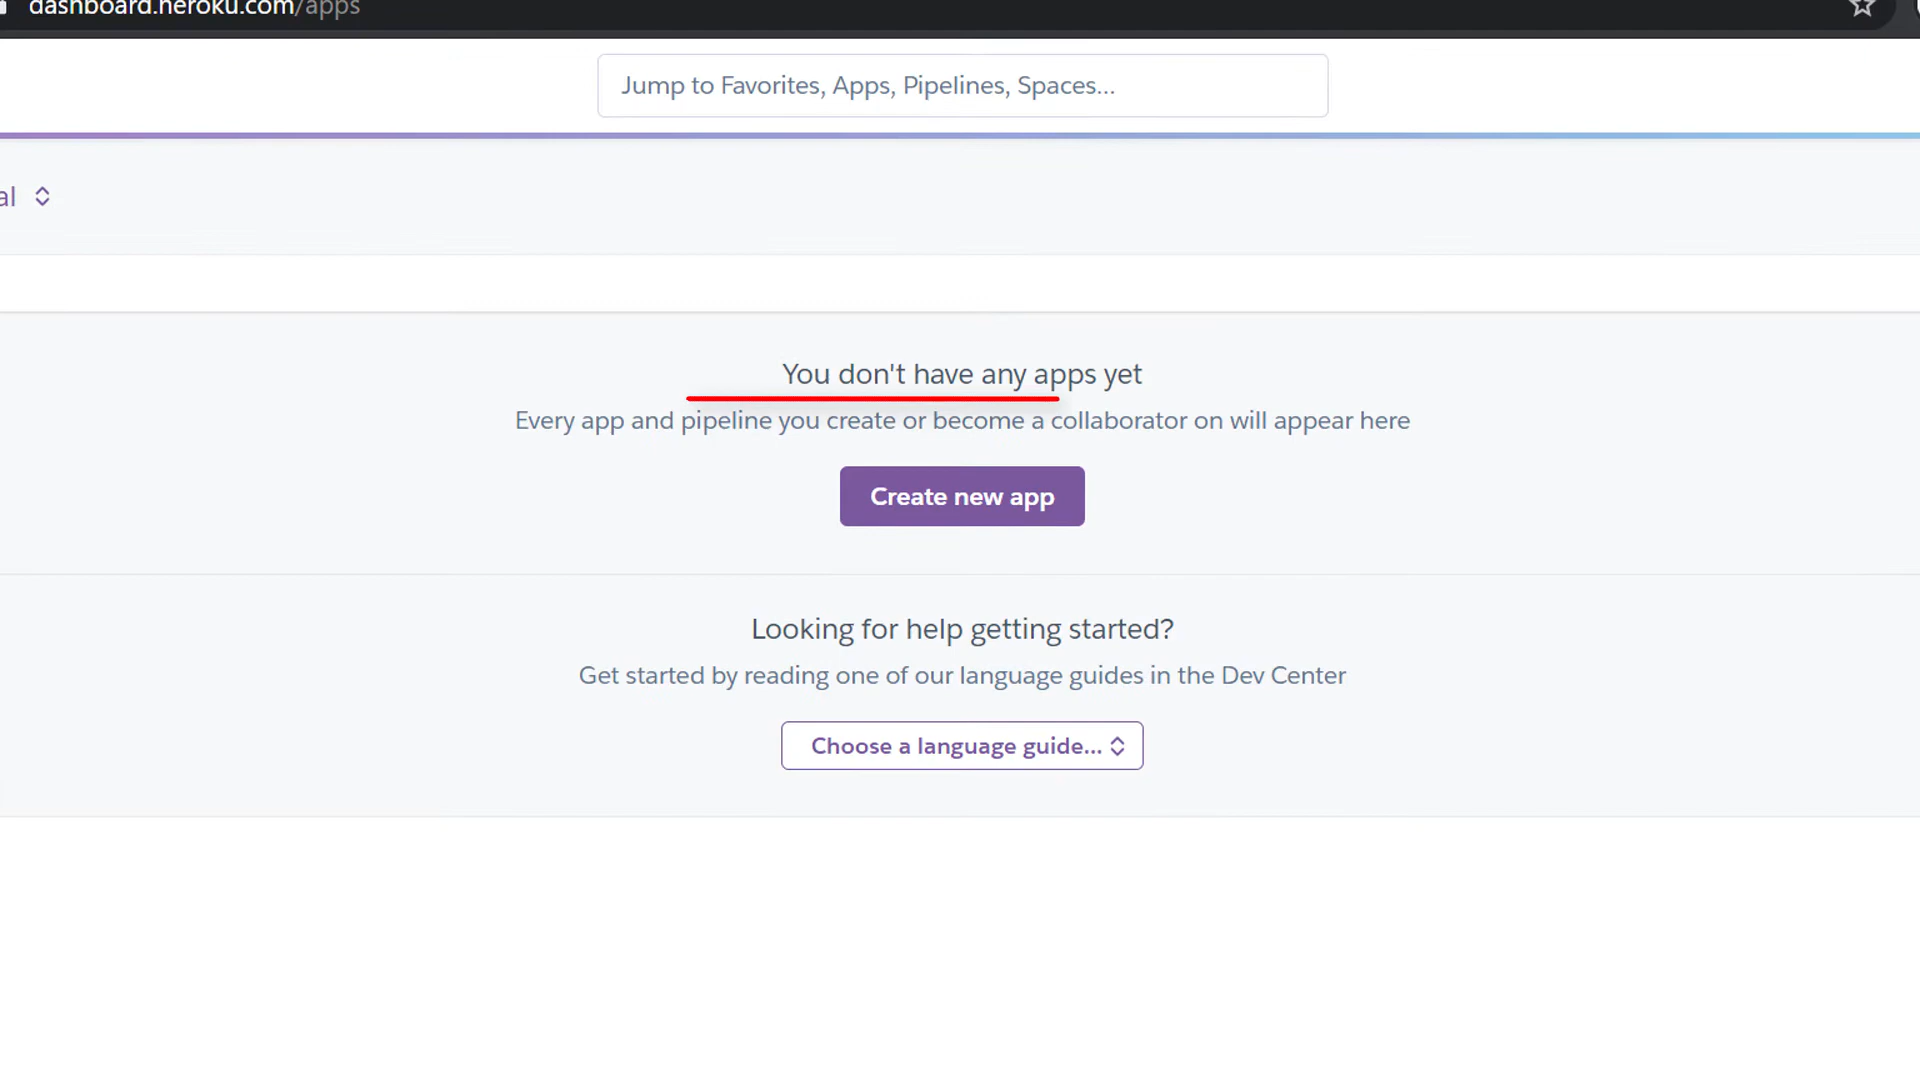 dashboard.heroku.com/apps
Jump to Favorites, Apps, Pipelines, Spaces...
al
You don't have any apps yet
Every app and pipeline you create or become a collaborator on will appear here
Create new app
Looking for help getting started?
Get started by reading one of our language guides in the Dev Center
Choose a language guide...